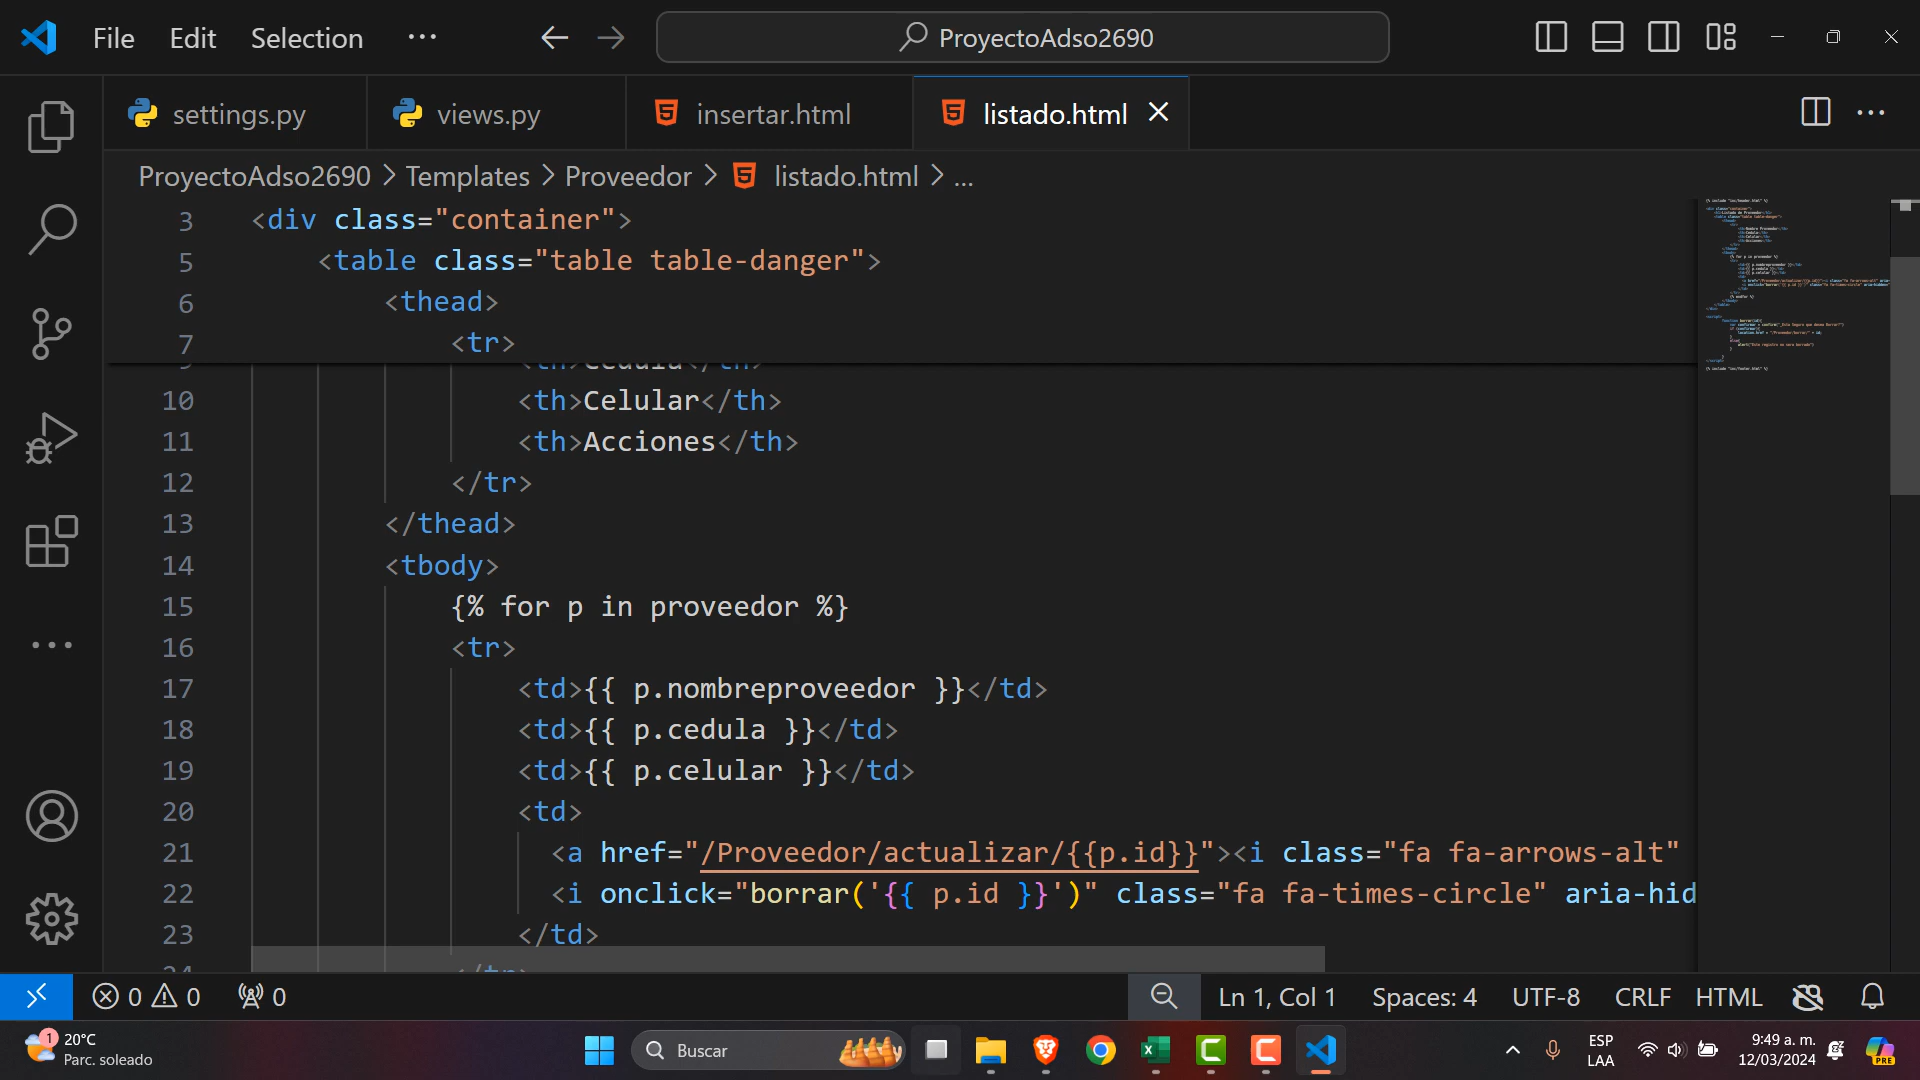 File Edit Selection ··· ProyectoAdso2690
settings.py views.py insertar.html listado.html
ProyectoAdso2690 > Templates > Proveedor > listado.html > ...
3 <div class="container">
5 <table class="table table-danger">
6 <thead>
7 <tr>
10 <th>Celular</th>
11 <th>Acciones</th>
12 </tr>
13 </thead>
14 <tbody>
15 {% for p in proveedor %}
16 <tr>
17 <td>{{ p.nombreproveedor }}</td>
18 <td>{{ p.cedula }}</td>
19 <td>{{ p.celular }}</td>
20 <td>
21 <a href="/Proveedor/actualizar/{{p.id}}"><i class="fa fa-arrows-alt"
22 <i onclick="borrar('{{ p.id }}')" class="fa fa-times-circle" aria-hid
23 </td>
0 0 0 Ln 1, Col 1 Spaces: 4 UTF-8 CRLF HTML
1 20°C
Parc. soleado
Buscar
ESP
LAA
9:49 a. m.
12/03/2024
PRE